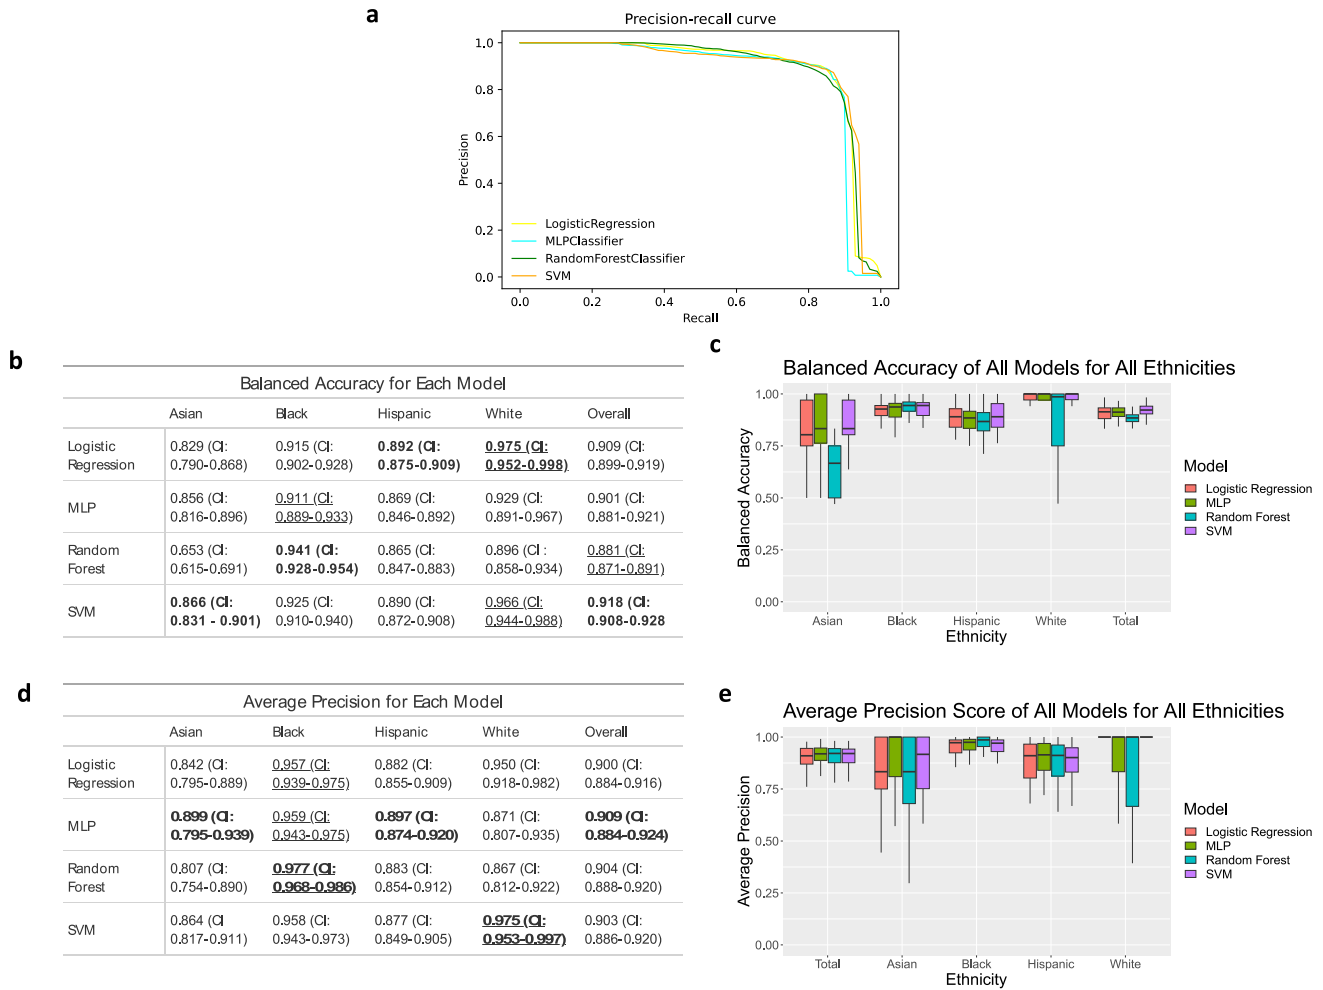 a
Precision-recall curve
1.0
0.8
0.6
0.4
0.2
0.0
Precision
LogisticRegression
MLPClassifier
RandomForestClassifier
SVM
0.0 0.2 0.4 0.6 0.8 1.0
Recall
b
Balanced Accuracy for Each Model
Asian Black Hispanic White Overall
Logistic Regression 0.829 (CI: 0.790-0.868) 0.915 (CI: 0.902-0.928) 0.892 (CI: 0.875-0.909) 0.975 (CI: 0.952-0.998) 0.909 (CI: 0.899-0.919)
MLP 0.856 (CI: 0.816-0.896) 0.911 (CI: 0.889-0.933) 0.869 (CI: 0.846-0.892) 0.929 (CI: 0.891-0.967) 0.901 (CI: 0.881-0.921)
Random Forest 0.653 (CI: 0.615-0.691) 0.941 (CI: 0.928-0.954) 0.865 (CI: 0.847-0.883) 0.896 (CI: 0.858-0.934) 0.881 (CI: 0.871-0.891)
SVM 0.866 (CI: 0.831 - 0.901) 0.925 (CI: 0.910-0.940) 0.890 (CI: 0.872-0.908) 0.966 (CI: 0.944-0.988) 0.918 (CI: 0.908-0.928
c
Balanced Accuracy of All Models for All Ethnicities
1.00
0.75
0.50
0.25
0.00
Balanced Accuracy
Asian Black Hispanic White Total
Ethnicity
Model
Logistic Regression
MLP
Random Forest
SVM
d
Average Precision for Each Model
Asian Black Hispanic White Overall
Logistic Regression 0.842 (CI: 0.795-0.889) 0.957 (CI: 0.939-0.975) 0.882 (CI: 0.855-0.909) 0.950 (CI: 0.918-0.982) 0.900 (CI: 0.884-0.916)
MLP 0.899 (CI: 0.795-0.939) 0.959 (CI: 0.943-0.975) 0.897 (CI: 0.874-0.920) 0.871 (CI: 0.807-0.935) 0.909 (CI: 0.884-0.924)
Random Forest 0.807 (CI: 0.754-0.890) 0.977 (CI: 0.968-0.986) 0.883 (CI: 0.854-0.912) 0.867 (CI: 0.812-0.922) 0.904 (CI: 0.888-0.920)
SVM 0.864 (CI 0.817-0.911) 0.958 (CI: 0.943-0.973) 0.877 (CI: 0.849-0.905) 0.975 (CI: 0.953-0.997) 0.903 (CI: 0.886-0.920)
e
Average Precision Score of All Models for All Ethnicities
1.00
0.75
0.50
0.25
0.00
Average Precision
Total Asian Black Hispanic White
Ethnicity
Model
Logistic Regression
MLP
Random Forest
SVM